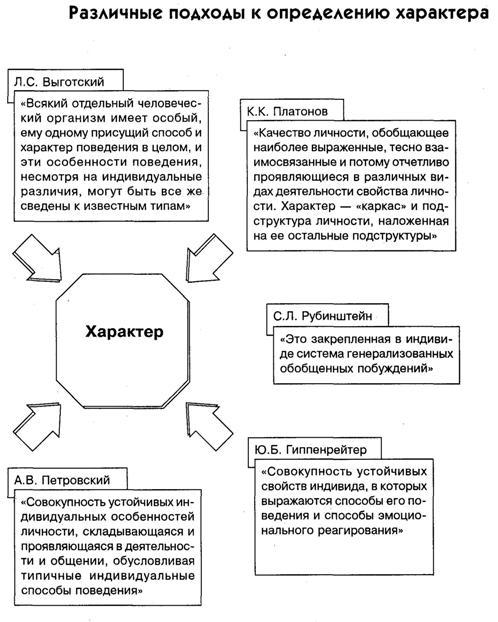 Различные подходы к определению характера
Л.С. Выготский
«Всякий отдельный человечес-
кий организм имеет особый,
ему одному присущий способ и
характер поведения в целом, и
эти особенности поведения,
несмотря на индивидуальные
различия, могут быть все же
сведены к известным типам»
К.К. Платонов
«Качество личности, обобщающее
наиболее выраженные, тесно вза-
имосвязанные и потому отчетливо
проявляющиеся в различных ви-
дах деятельности свойства лично-
сти. Характер — «каркас» и под-
структура личности, наложенная
на ее остальные подструктуры»
Характер
С.Л. Рубинштейн
«Это закрепленная в индиви-
де система генерализованных
обобщенных побуждений»
А.В. Петровский
«Совокупность устойчивых ин-
дивидуальных особенностей
личности, складывающаяся и
проявляющаяся в деятельнос-
ти и общении, обусловливая
типичные индивидуальные
способы поведения»
Ю.Б. Гиппенрейтер
«Совокупность устойчивых
свойств индивида, в которых
выражаются способы его по-
ведения и способы эмоцио-
нального реагирования»